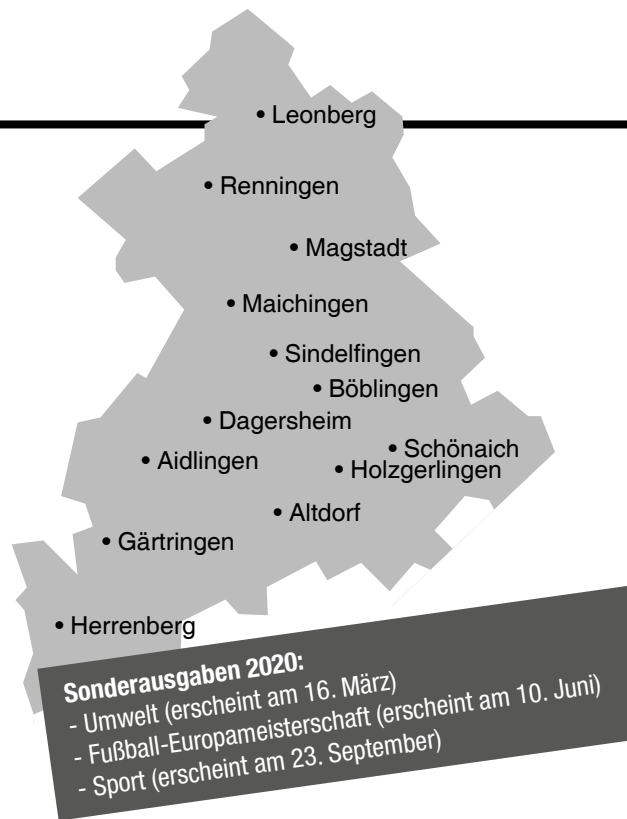 • Leonberg
• Renningen
• Magstadt
• Maichingen
• Sindelfingen
• Böblingen
• Dagersheim
• Schönaich
• Aidlingen
• Holzgerlingen
• Altdorf
• Gärtringen
• Herrenberg
Sonderausgaben 2020:
- Umwelt (erscheint am 16. März)
- Fußball-Europameisterschaft (erscheint am 10. Juni)
- Sport (erscheint am 23. September)